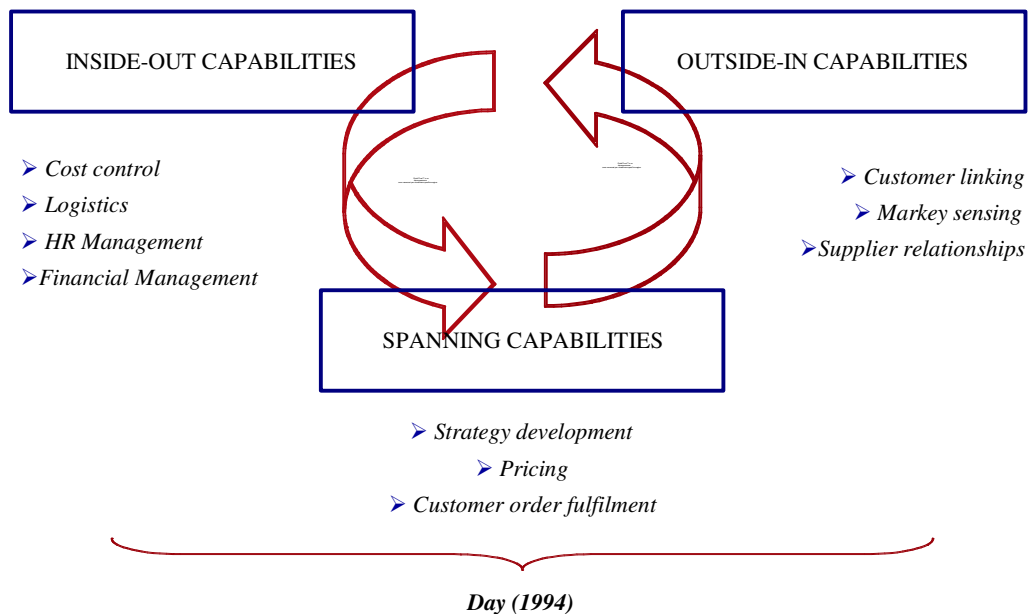 INSIDE-OUT CAPABILITIES
OUTSIDE-IN CAPABILITIES
➢ Cost control
➢ Logistics
➢ HR Management
➢Financial Management
➢ Customer linking
➢ Markey sensing
➢Supplier relationships
SPANNING CAPABILITIES
➢ Strategy development
➢ Pricing
➢ Customer order fulfilment
Day (1994)